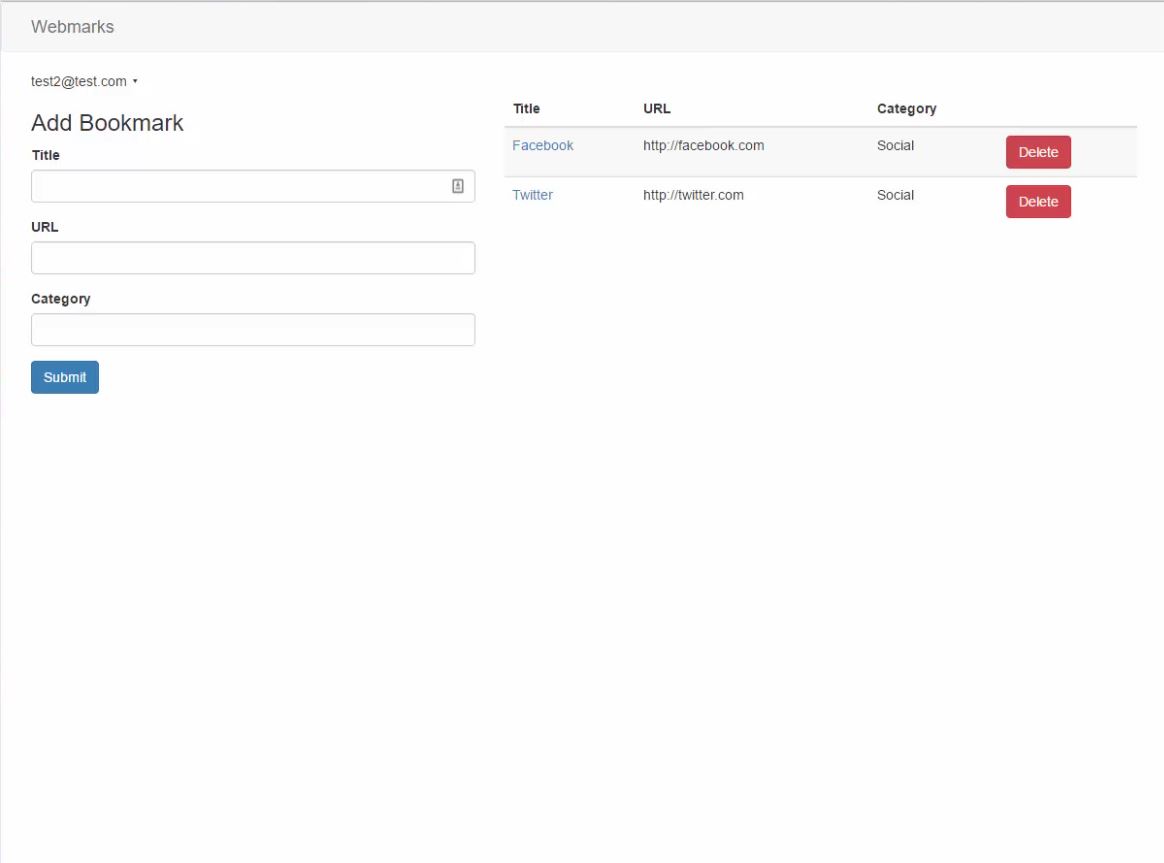 Webmarks
test2@test.com
Add Bookmark
Title
URL
Category
Submit
Title URL Category
Facebook http://facebook.com Social Delete
Twitter http://twitter.com Social Delete